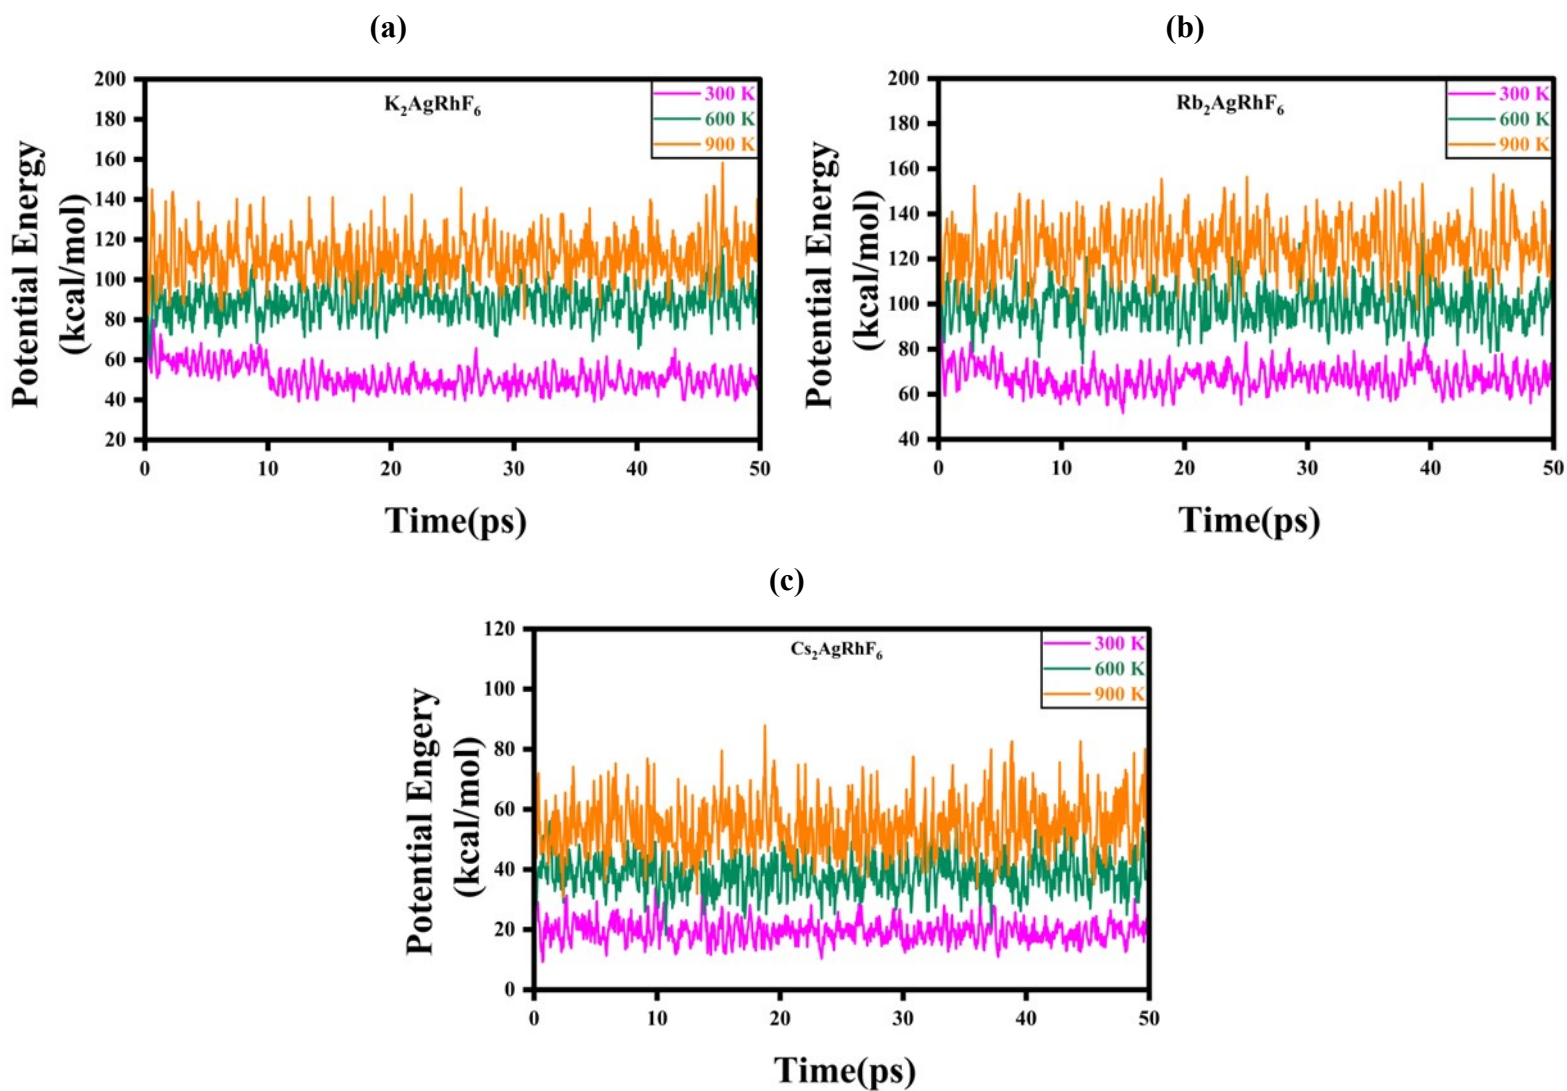 (a)
K₂AgRhF₆
300 K
600 K
900 K
Potential Energy
(kcal/mol)
200
180
160
140
120
100
80
60
40
20
0 10 20 30 40 50
Time(ps)
(b)
Rb₂AgRhF₆
300 K
600 K
900 K
Potential Energy
(kcal/mol)
200
180
160
140
120
100
80
60
40
0 10 20 30 40 50
Time(ps)
(c)
Cs₂AgRhF₆
300 K
600 K
900 K
Potential Engery
(kcal/mol)
120
100
80
60
40
20
0
0 10 20 30 40 50
Time(ps)